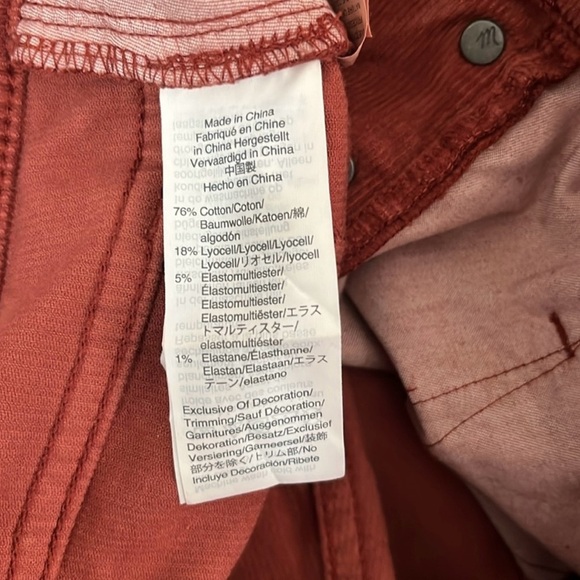 m
Made in China
Fabriqué en Chine
in China Hergestellt
Vervaardigd in China
中国製
Hecho en China
76% Cotton/Coton/
Baumwolle/Katoen/綿/
algodón
18% Lyocell/Lyocell/Lyocell/
Lyocell/リオセル/lyocell
5% Elastomultiester/
Élastomultiester/
Elastomultiester/
Elastomultiëster/エラス
トマルティスター/
elastomultiéster
1% Elastane/Élasthanne/
Elastan/Elastaan/エラス
テーン/elastano
Exclusive Of Decoration/
Trimming/Sauf Décoration/
Garnitures/Ausgenommen
Dekoration/Besatz/Exclusief
Versiering/Garneersel/装飾
部分を除く/トリム部/No
Incluye Decoración/Ribete